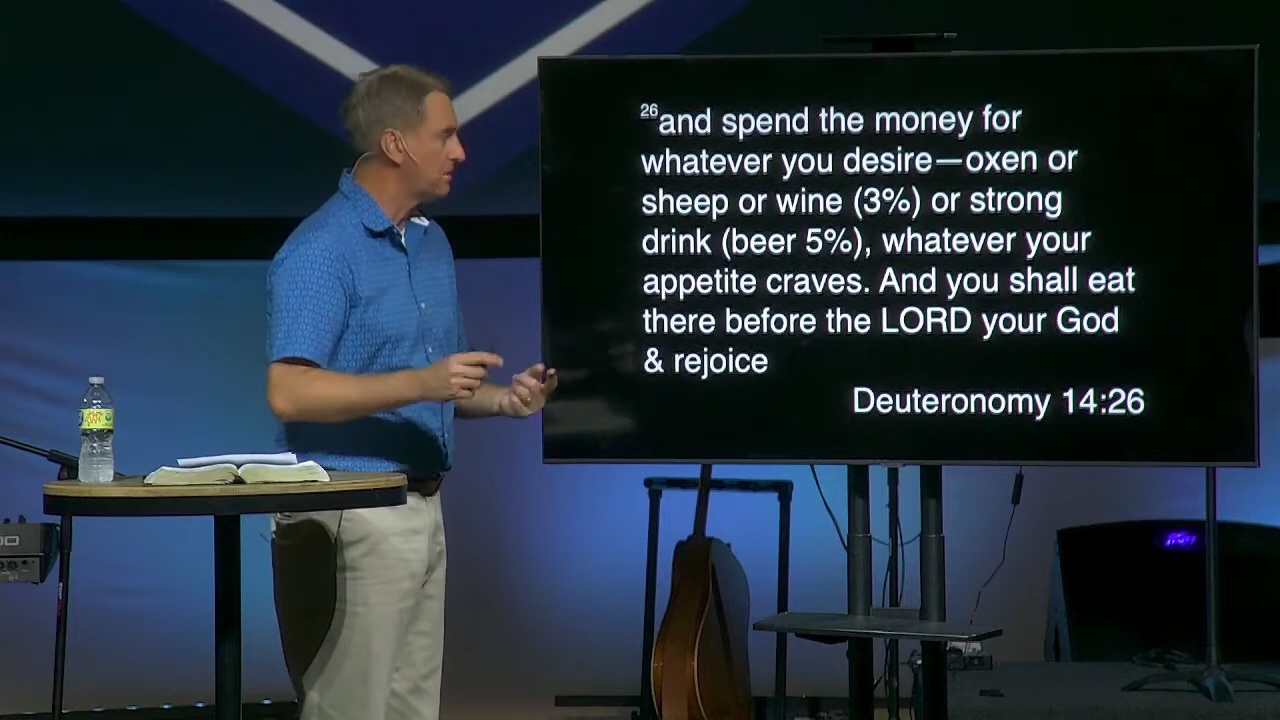 26and spend the money for
whatever you desire—oxen or
sheep or wine (3%) or strong
drink (beer 5%), whatever your
appetite craves. And you shall eat
there before the LORD your God
& rejoice
Deuteronomy 14:26